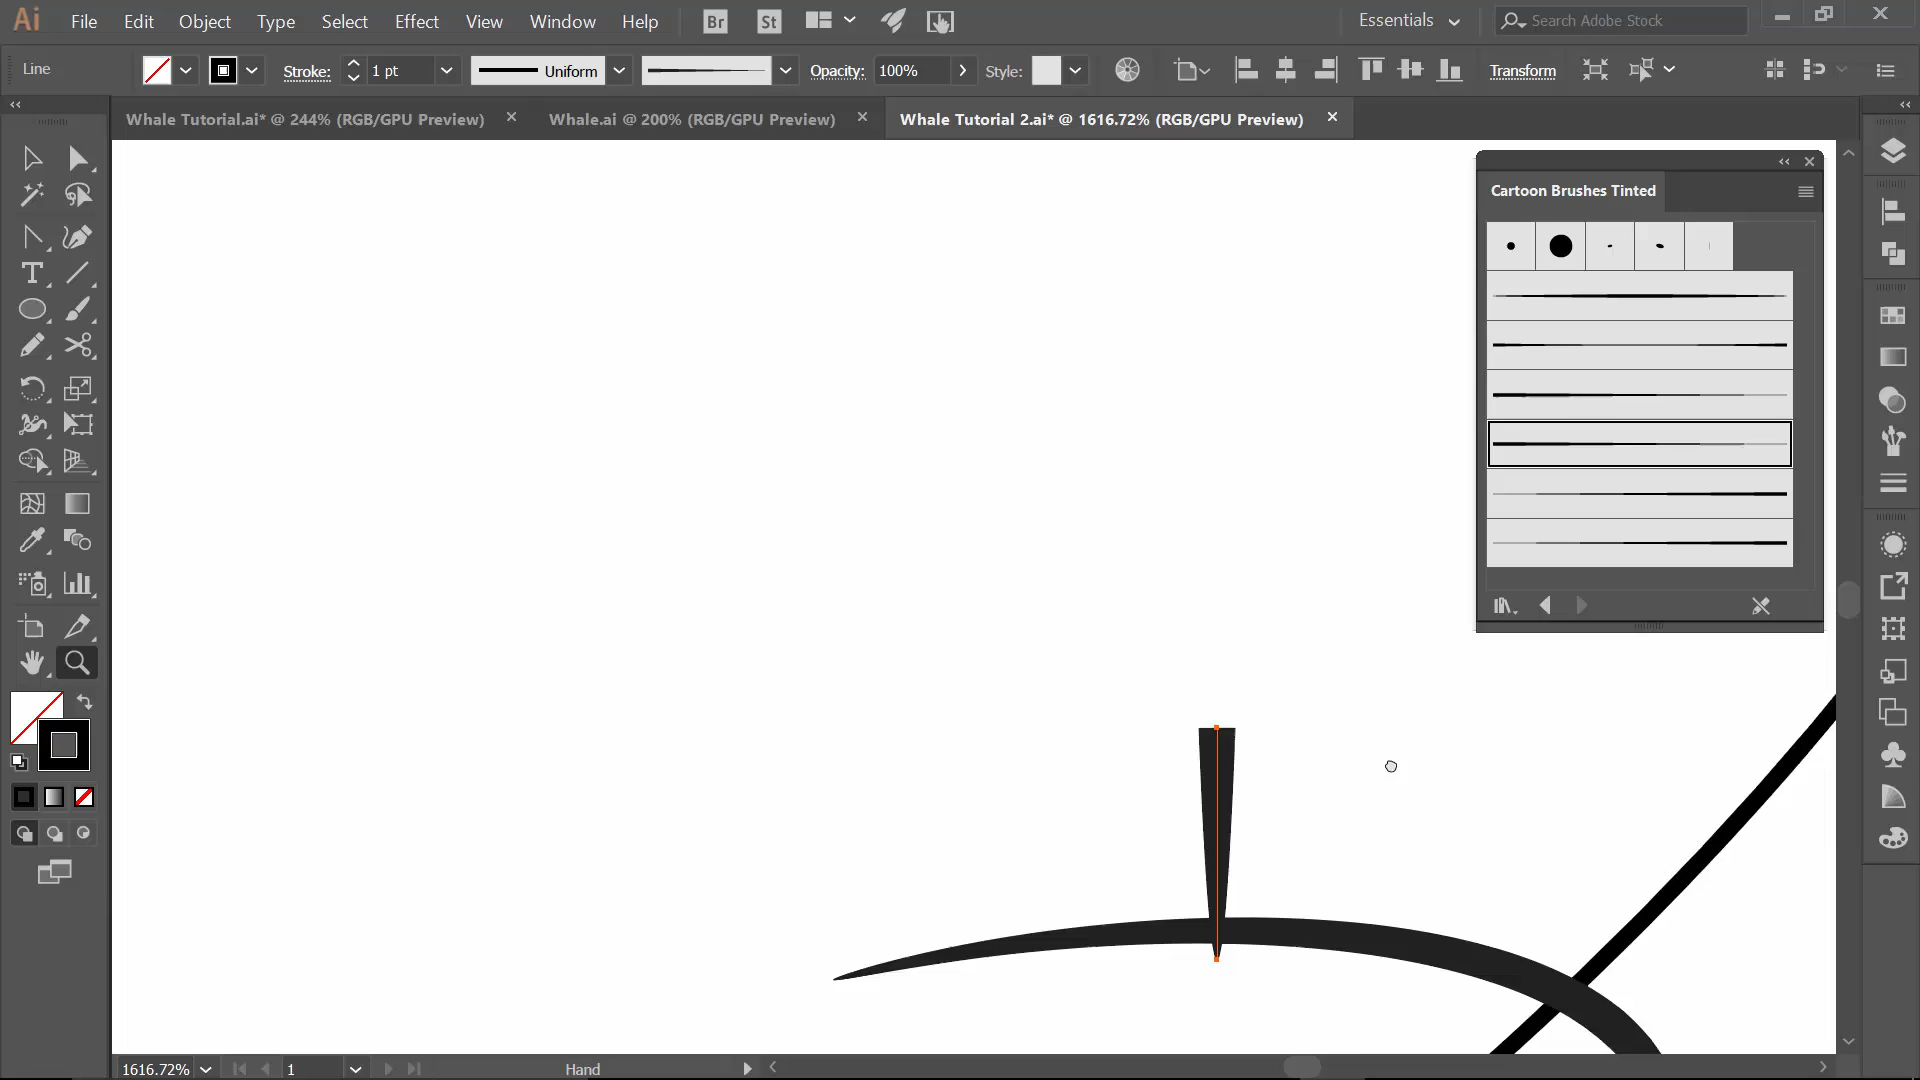 Ai File Edit Object Type Select Effect View Window Help Br St Essentials Search Adobe Stock
Line Stroke: 1 pt Uniform Opacity: 100% Style: Transform
Whale Tutorial.ai* @ 244% (RGB/GPU Preview) Whale.ai @ 200% (RGB/GPU Preview) Whale Tutorial 2.ai* @ 1616.72% (RGB/GPU Preview)
Cartoon Brushes Tinted
1616.72% 1 Hand